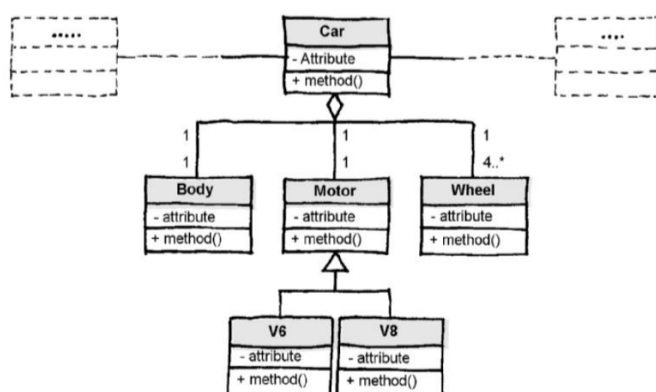 .....
Car
....
- Attribute
+ method()
1
1
1
1
1
4..*
Body
Motor
Wheel
- attribute
- attribute
- attribute
+ method()
+ method()
+ method()
V6
V8
- attribute
- attribute
+ method()
+ method()